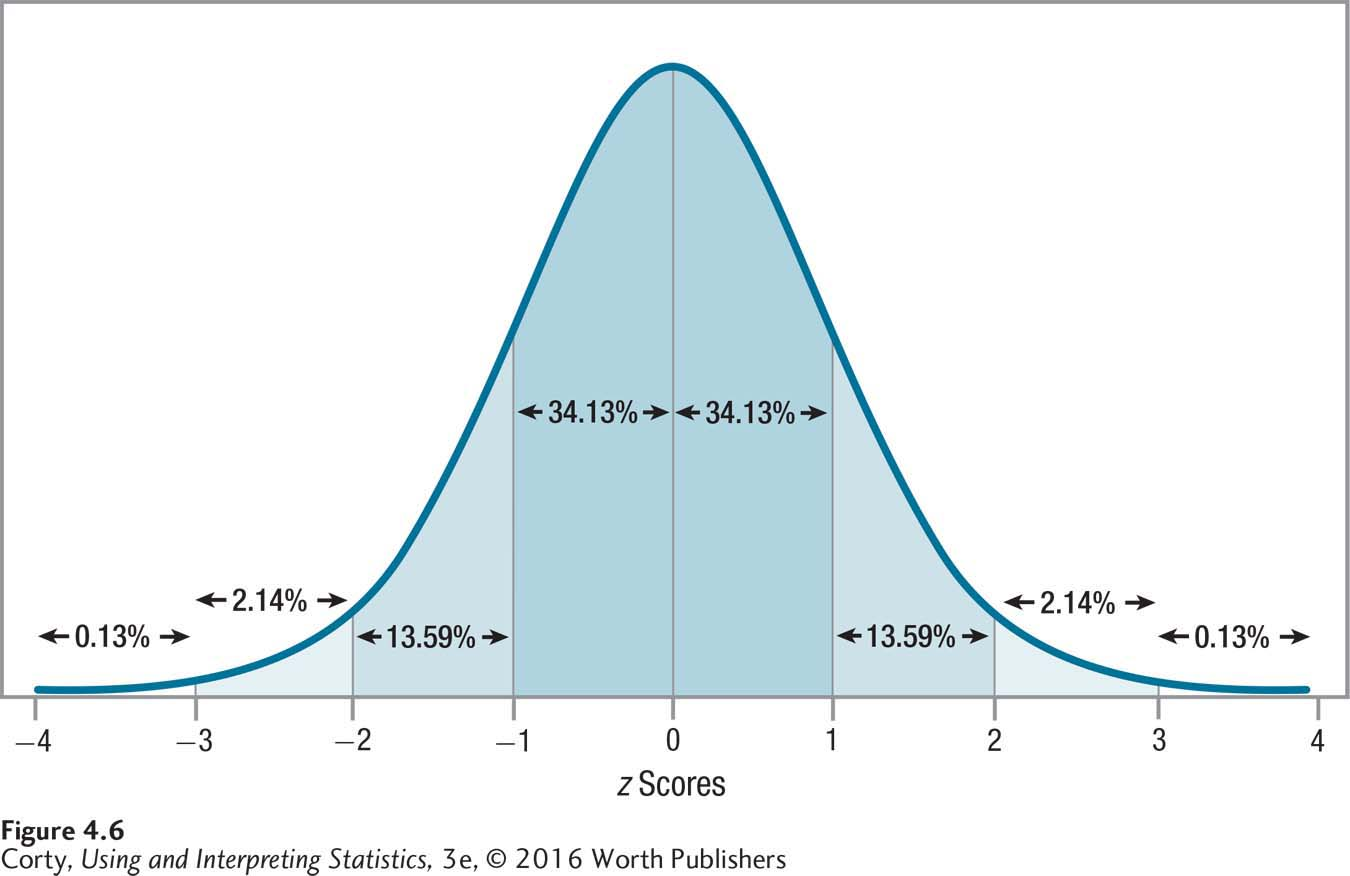 34.13% 34.13%
2.14% 2.14%
0.13% 13.59% 13.59% 0.13%
–4 –3 –2 –1 0 1 2 3 4
z Scores
Figure 4.6
Corty, Using and Interpreting Statistics, 3e, © 2016 Worth Publishers